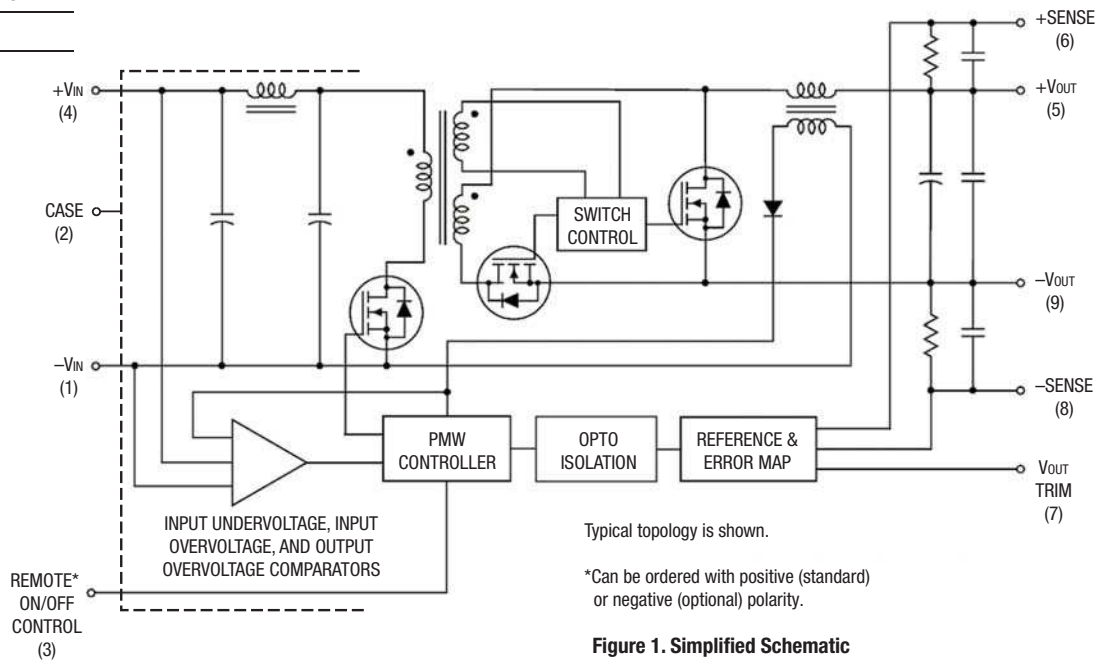 +SENSE
(6)
+VIN
(4)
+VOUT
(5)
CASE
(2)
SWITCH
CONTROL
–VOUT
(9)
–VIN
(1)
–SENSE
(8)
PMW
CONTROLLER
OPTO
ISOLATION
REFERENCE &
ERROR MAP
VOUT
TRIM
(7)
INPUT UNDERVOLTAGE, INPUT
OVERVOLTAGE, AND OUTPUT
OVERVOLTAGE COMPARATORS
REMOTE*
ON/OFF
CONTROL
(3)
Typical topology is shown.
*Can be ordered with positive (standard)
or negative (optional) polarity.
Figure 1. Simplified Schematic